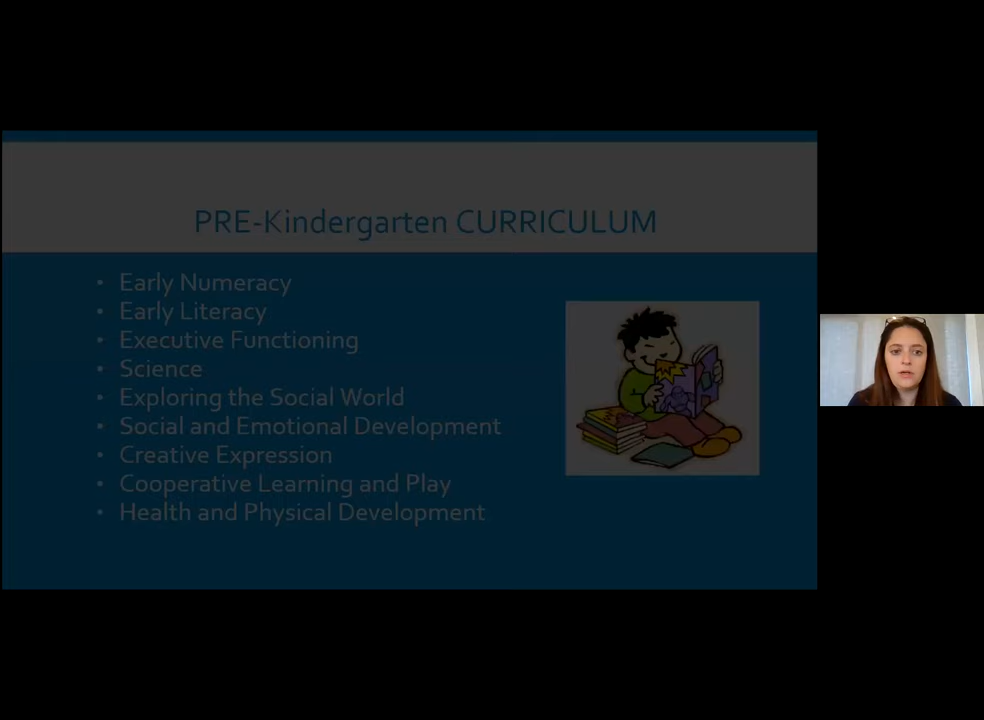 PRE-Kindergarten CURRICULUM
• Early Numeracy
• Early Literacy
• Executive Functioning
• Science
• Exploring the Social World
• Social and Emotional Development
• Creative Expression
• Cooperative Learning and Play
• Health and Physical Development